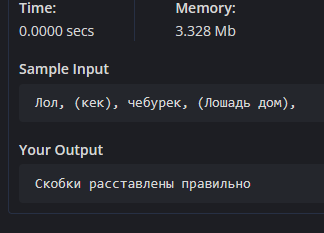 Time:
Memory:
0.0000 secs
3.328 Mb
Sample Input
Лол, (кек), чебурек, (Лошадь дом),
Your Output
Скобки расставлены правильно